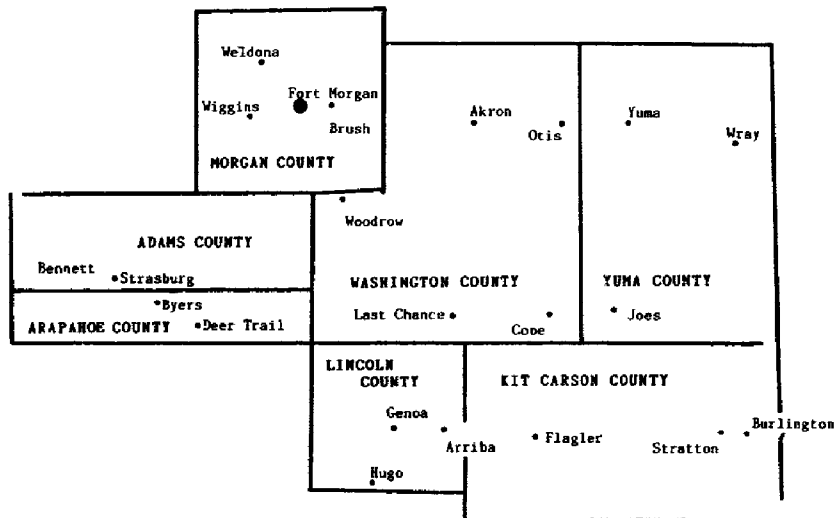 Weldona
Fort Morgan
Wiggins
Brush
MORGAN COUNTY
Akron
Otis
Yuma
Wray
Woodrow
ADAMS COUNTY
Bennett
Strasburg
WASHINGTON COUNTY
YUMA COUNTY
Byers
ARAPAHOE COUNTY
Deer Trail
Last Chance
Cope
Joes
LINCOLN
COUNTY
KIT CARSON COUNTY
Genoa
Arriba
Flagler
Stratton
Burlington
Hugo